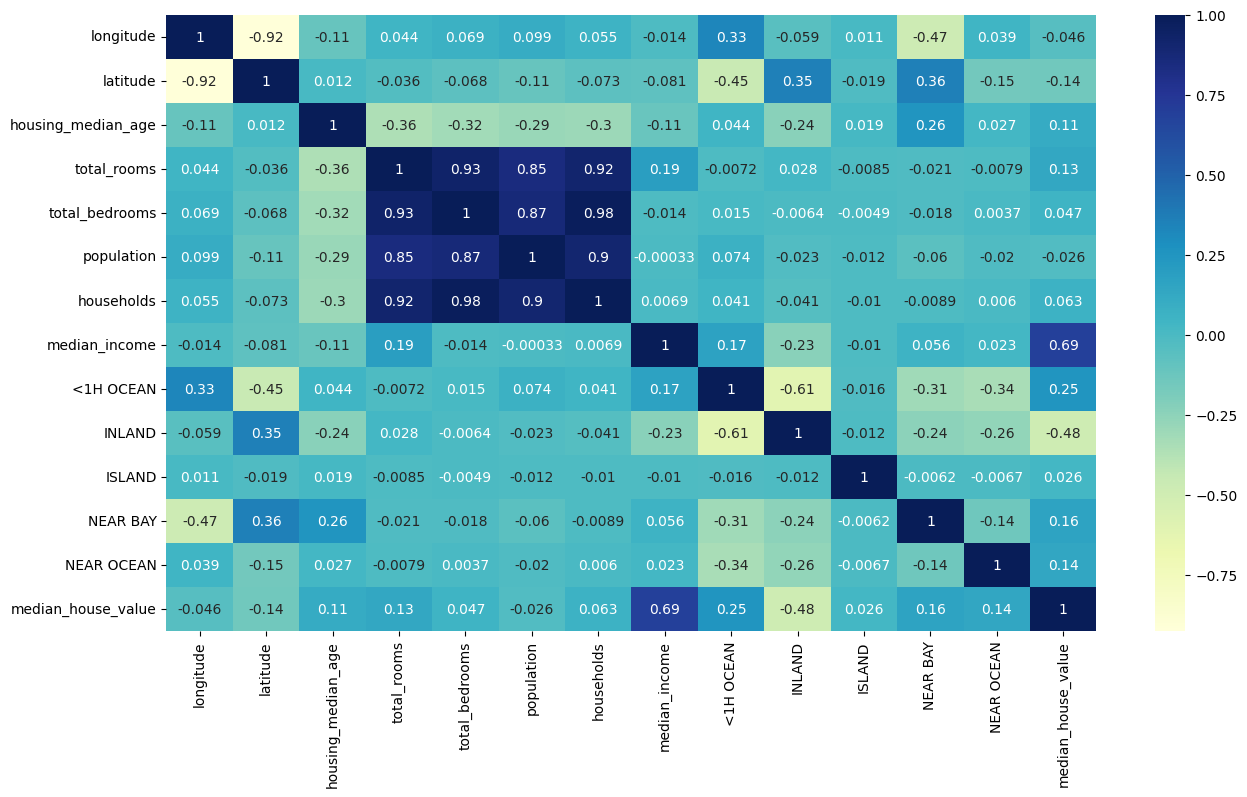 longitude 1 -0.92 -0.11 0.044 0.069 0.099 0.055 -0.014 0.33 -0.059 0.011 -0.47 0.039 -0.046
latitude -0.92 1 0.012 -0.036 -0.068 -0.11 -0.073 -0.081 -0.45 0.35 -0.019 0.36 -0.15 -0.14
housing_median_age -0.11 0.012 1 -0.36 -0.32 -0.29 -0.3 -0.11 0.044 -0.24 0.019 0.26 0.027 0.11
total_rooms 0.044 -0.036 -0.36 1 0.93 0.85 0.92 0.19 -0.0072 0.028 -0.0085 -0.021 -0.0079 0.13
total_bedrooms 0.069 -0.068 -0.32 0.93 1 0.87 0.98 -0.014 0.015 -0.0064 -0.0049 -0.018 0.0037 0.047
population 0.099 -0.11 -0.29 0.85 0.87 1 0.9 -0.00033 0.074 -0.023 -0.012 -0.06 -0.02 -0.026
households 0.055 -0.073 -0.3 0.92 0.98 0.9 1 0.0069 0.041 -0.041 -0.01 -0.0089 0.006 0.063
median_income -0.014 -0.081 -0.11 0.19 -0.014 -0.00033 0.0069 1 0.17 -0.23 -0.01 0.056 0.023 0.69
<1H OCEAN 0.33 -0.45 0.044 -0.0072 0.015 0.074 0.041 0.17 1 -0.61 -0.016 -0.31 -0.34 0.25
INLAND -0.059 0.35 -0.24 0.028 -0.0064 -0.023 -0.041 -0.23 -0.61 1 -0.012 -0.24 -0.26 -0.48
ISLAND 0.011 -0.019 0.019 -0.0085 -0.0049 -0.012 -0.01 -0.01 -0.016 -0.012 1 -0.0062 -0.0067 0.026
NEAR BAY -0.47 0.36 0.26 -0.021 -0.018 -0.06 -0.0089 0.056 -0.31 -0.24 -0.0062 1 -0.14 0.16
NEAR OCEAN 0.039 -0.15 0.027 -0.0079 0.0037 -0.02 0.006 0.023 -0.34 -0.26 -0.0067 -0.14 1 0.14
median_house_value -0.046 -0.14 0.11 0.13 0.047 -0.026 0.063 0.69 0.25 -0.48 0.026 0.16 0.14 1
longitude
latitude
housing_median_age
total_rooms
total_bedrooms
population
households
median_income
<1H OCEAN
INLAND
ISLAND
NEAR BAY
NEAR OCEAN
median_house_value
1.00
0.75
0.50
0.25
0.00
-0.25
-0.50
-0.75